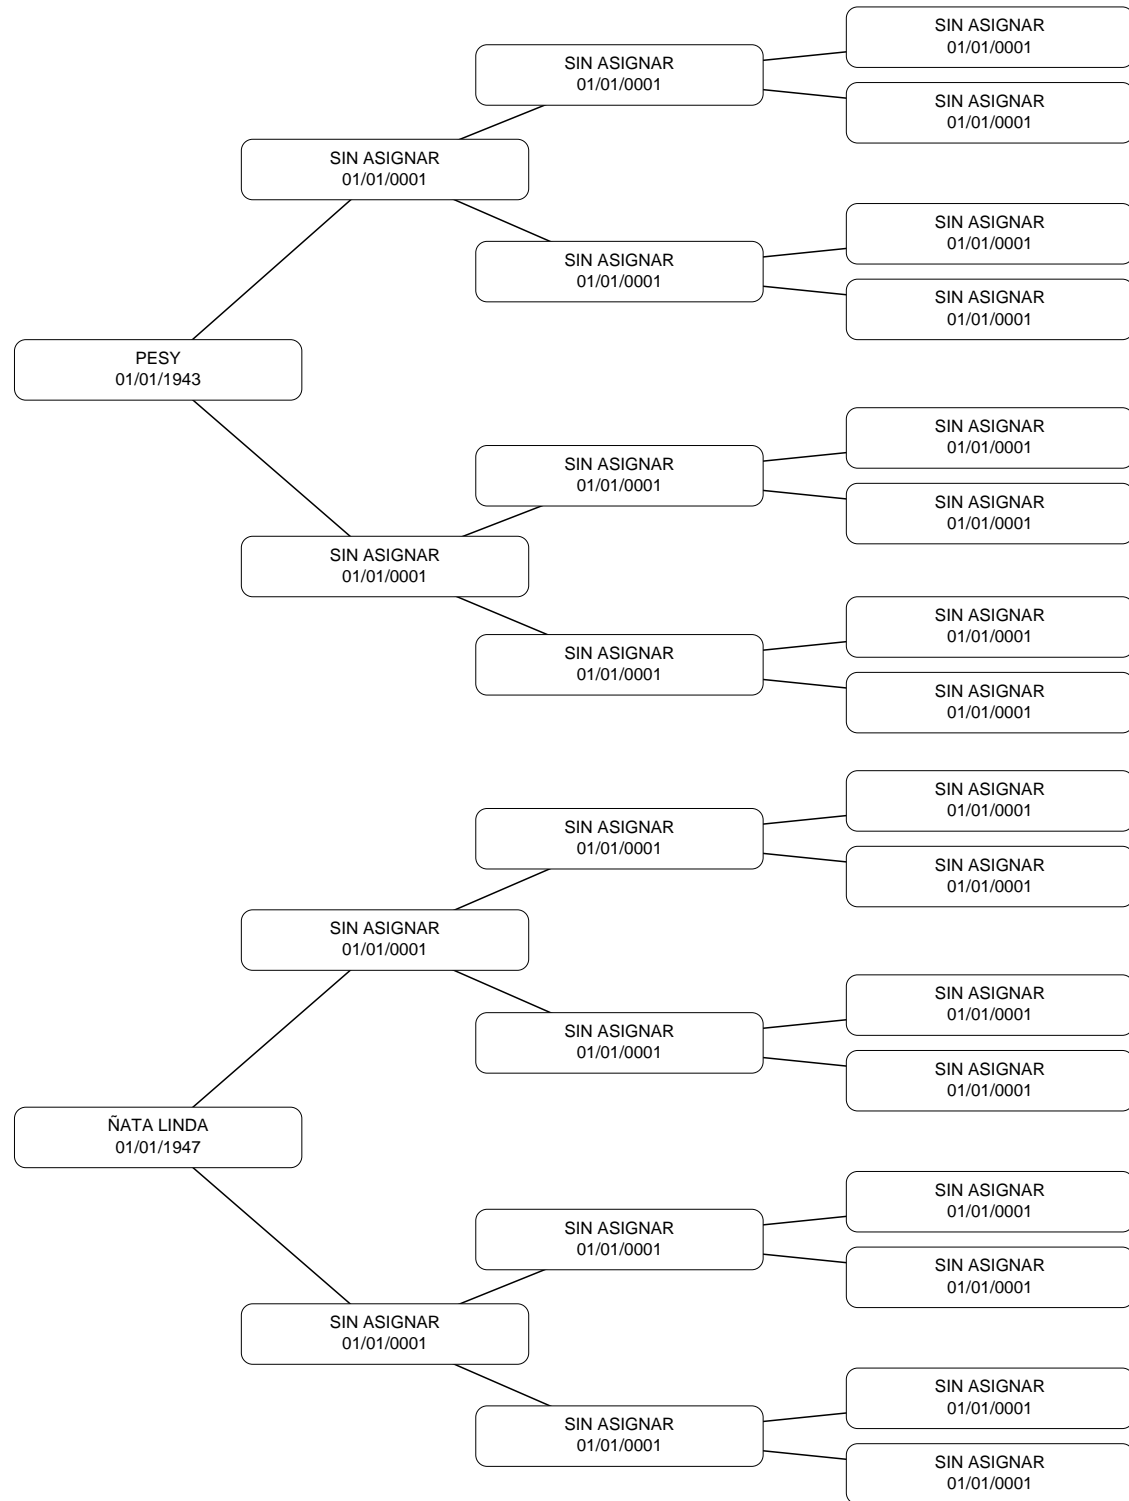 SIN ASIGNAR
01/01/0001
SIN ASIGNAR
01/01/0001
SIN ASIGNAR
01/01/0001
SIN ASIGNAR
01/01/0001
SIN ASIGNAR
01/01/0001
SIN ASIGNAR
01/01/0001
SIN ASIGNAR
01/01/0001
PESY
01/01/1943
SIN ASIGNAR
01/01/0001
SIN ASIGNAR
01/01/0001
SIN ASIGNAR
01/01/0001
SIN ASIGNAR
01/01/0001
SIN ASIGNAR
01/01/0001
SIN ASIGNAR
01/01/0001
SIN ASIGNAR
01/01/0001
SIN ASIGNAR
01/01/0001
SIN ASIGNAR
01/01/0001
SIN ASIGNAR
01/01/0001
SIN ASIGNAR
01/01/0001
SIN ASIGNAR
01/01/0001
SIN ASIGNAR
01/01/0001
SIN ASIGNAR
01/01/0001
ÑATA LINDA
01/01/1947
SIN ASIGNAR
01/01/0001
SIN ASIGNAR
01/01/0001
SIN ASIGNAR
01/01/0001
SIN ASIGNAR
01/01/0001
SIN ASIGNAR
01/01/0001
SIN ASIGNAR
01/01/0001
SIN ASIGNAR
01/01/0001